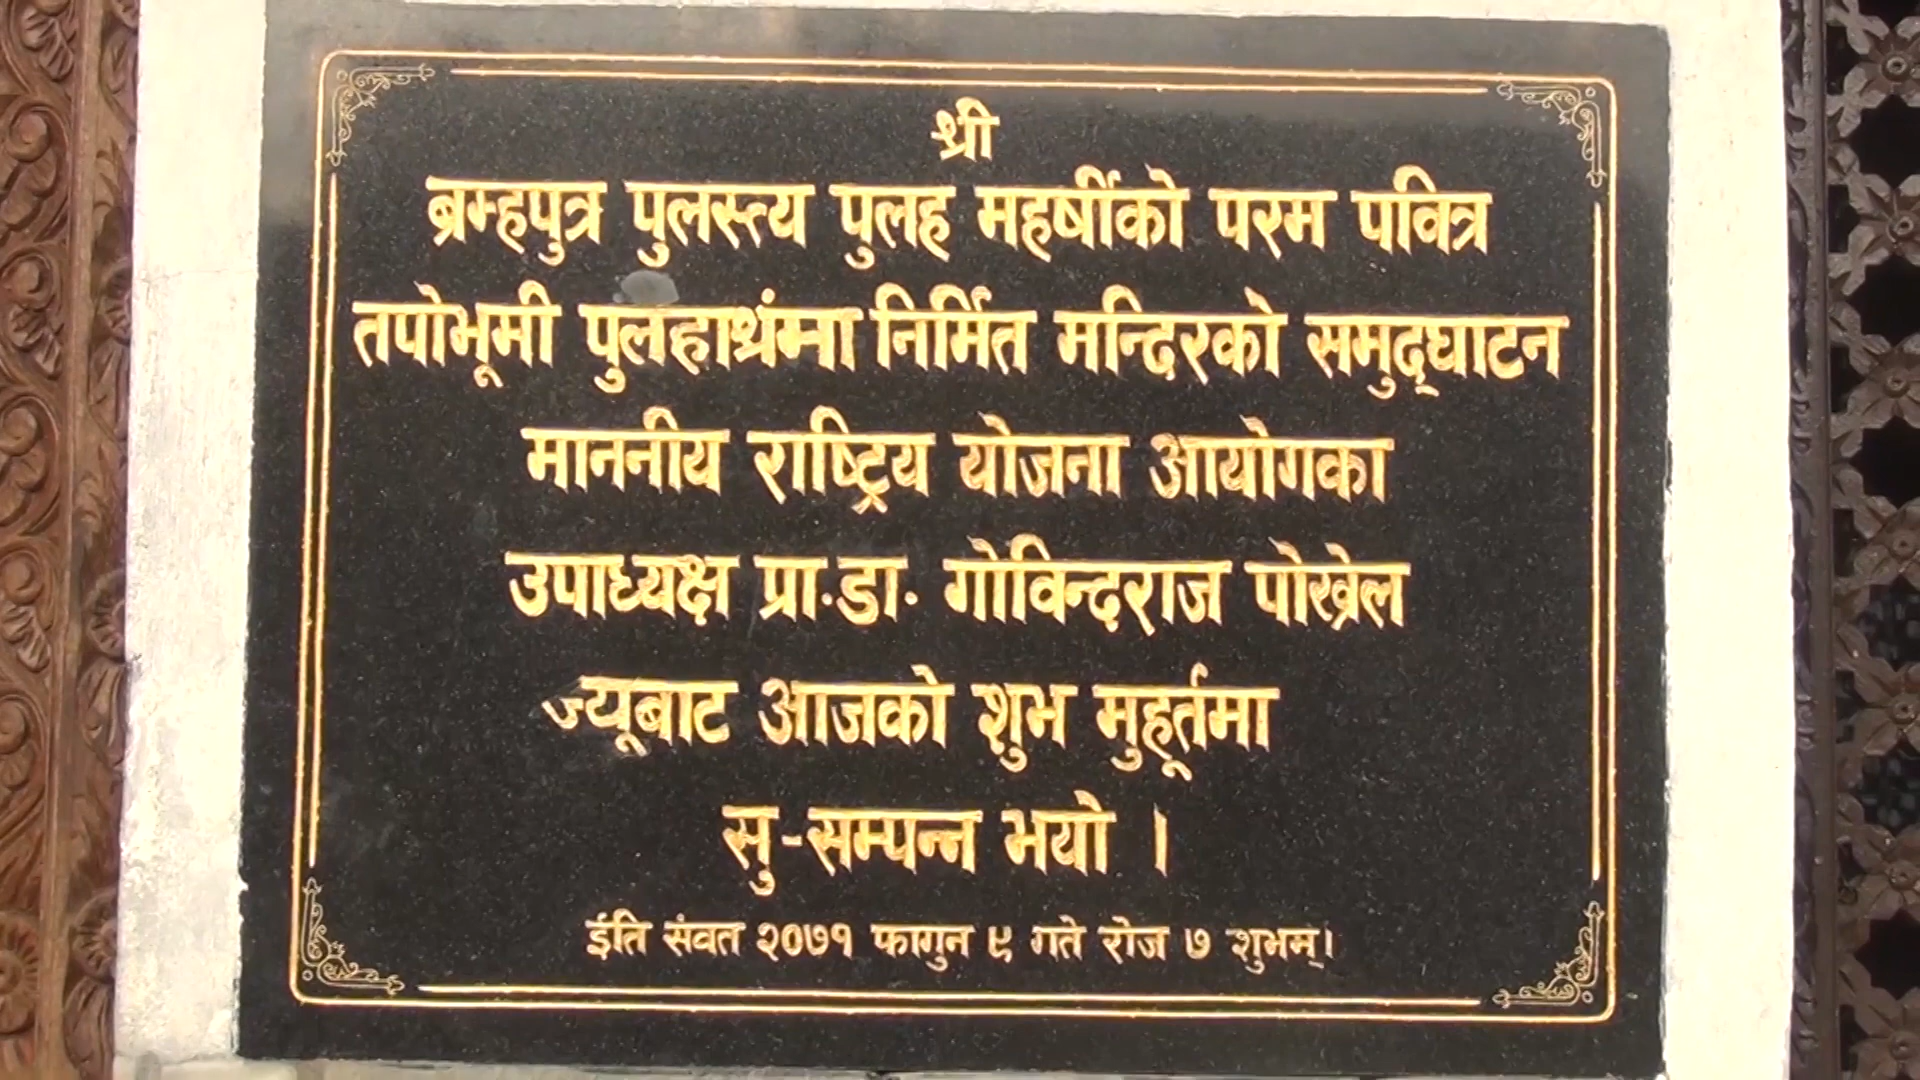 श्री
ब्रम्हपुत्र पुलस्त्य पुलह महर्षीको परम पवित्र
तपोभूमी पुलहाश्रंममा निर्मित मन्दिरको समुद्‌घाटन
माननीय राष्ट्रिय योजना आयोगका
उपाध्यक्ष प्रा.डा. गोविन्दराज पोख्रेल
ज्यूबाट आजको शुभ मुहूर्तमा
सु-सम्पन्न भयो ।
ईति संवत २०७१ फागुन ९ गते रोज ७ शुभम्।